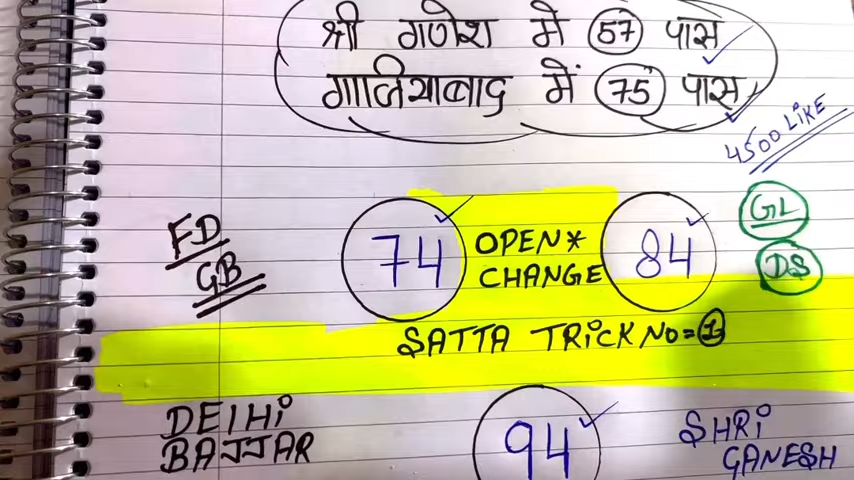 श्री गणेश में 57 पास
गाजियाबाद में 75 पास
4500 LIKE
FD
GB
74
OPEN*
CHANGE
84
GL
DS
SATTA TRICK NO=1
DELHI
BAJJAR
94
SHRI
GANESH